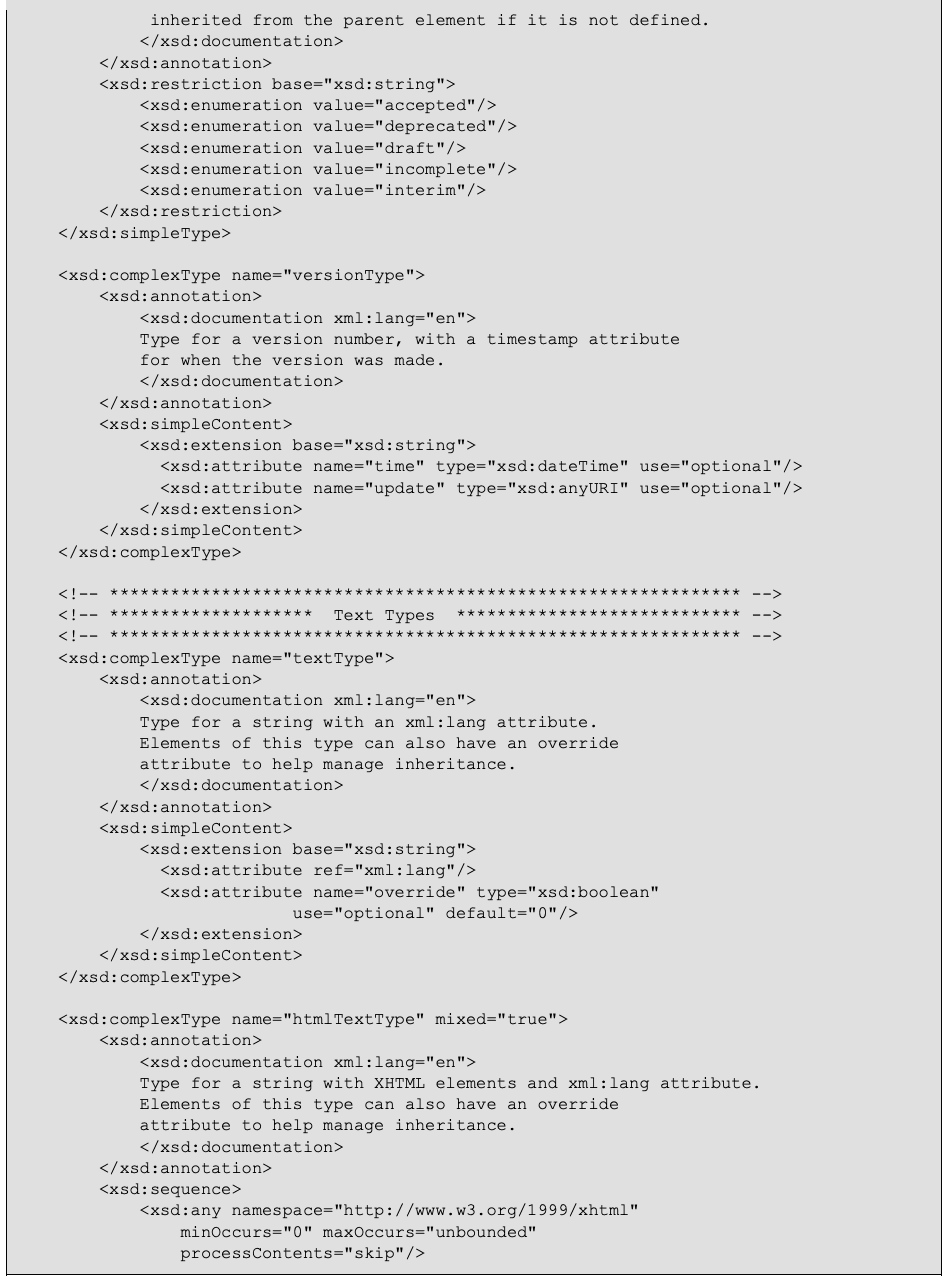 inherited from the parent element if it is not defined.
</xsd:documentation>
</xsd:annotation>
<xsd:restriction base="xsd:string">
<xsd:enumeration value="accepted"/>
<xsd:enumeration value="deprecated"/>
<xsd:enumeration value="draft"/>
<xsd:enumeration value="incomplete"/>
<xsd:enumeration value="interim"/>
</xsd:restriction>
</xsd:simpleType>
<xsd:complexType name="versionType">
<xsd:annotation>
<xsd:documentation xml:lang="en">
Type for a version number, with a timestamp attribute
for when the version was made.
</xsd:documentation>
</xsd:annotation>
<xsd:simpleContent>
<xsd:extension base="xsd:string">
<xsd:attribute name="time" type="xsd:dateTime" use="optional"/>
<xsd:attribute name="update" type="xsd:anyURI" use="optional"/>
</xsd:extension>
</xsd:simpleContent>
</xsd:complexType>
<!-- ************************************************************** -->
<!-- ******************** Text Types **************************** -->
<!-- ************************************************************** -->
<xsd:complexType name="textType">
<xsd:annotation>
<xsd:documentation xml:lang="en">
Type for a string with an xml:lang attribute.
Elements of this type can also have an override
attribute to help manage inheritance.
</xsd:documentation>
</xsd:annotation>
<xsd:simpleContent>
<xsd:extension base="xsd:string">
<xsd:attribute ref="xml:lang"/>
<xsd:attribute name="override" type="xsd:boolean"
use="optional" default="0"/>
</xsd:extension>
</xsd:simpleContent>
</xsd:complexType>
<xsd:complexType name="htmlTextType" mixed="true">
<xsd:annotation>
<xsd:documentation xml:lang="en">
Type for a string with XHTML elements and xml:lang attribute.
Elements of this type can also have an override
attribute to help manage inheritance.
</xsd:documentation>
</xsd:annotation>
<xsd:sequence>
<xsd:any namespace="http://www.w3.org/1999/xhtml"
minOccurs="0" maxOccurs="unbounded"
processContents="skip"/>